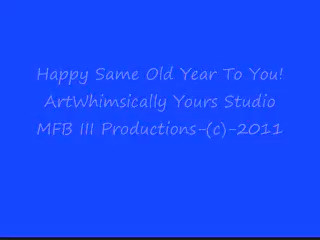 Happy Same Old Year To You!
ArtWhimsically Yours Studio
MFB III Productions-(c)-2011